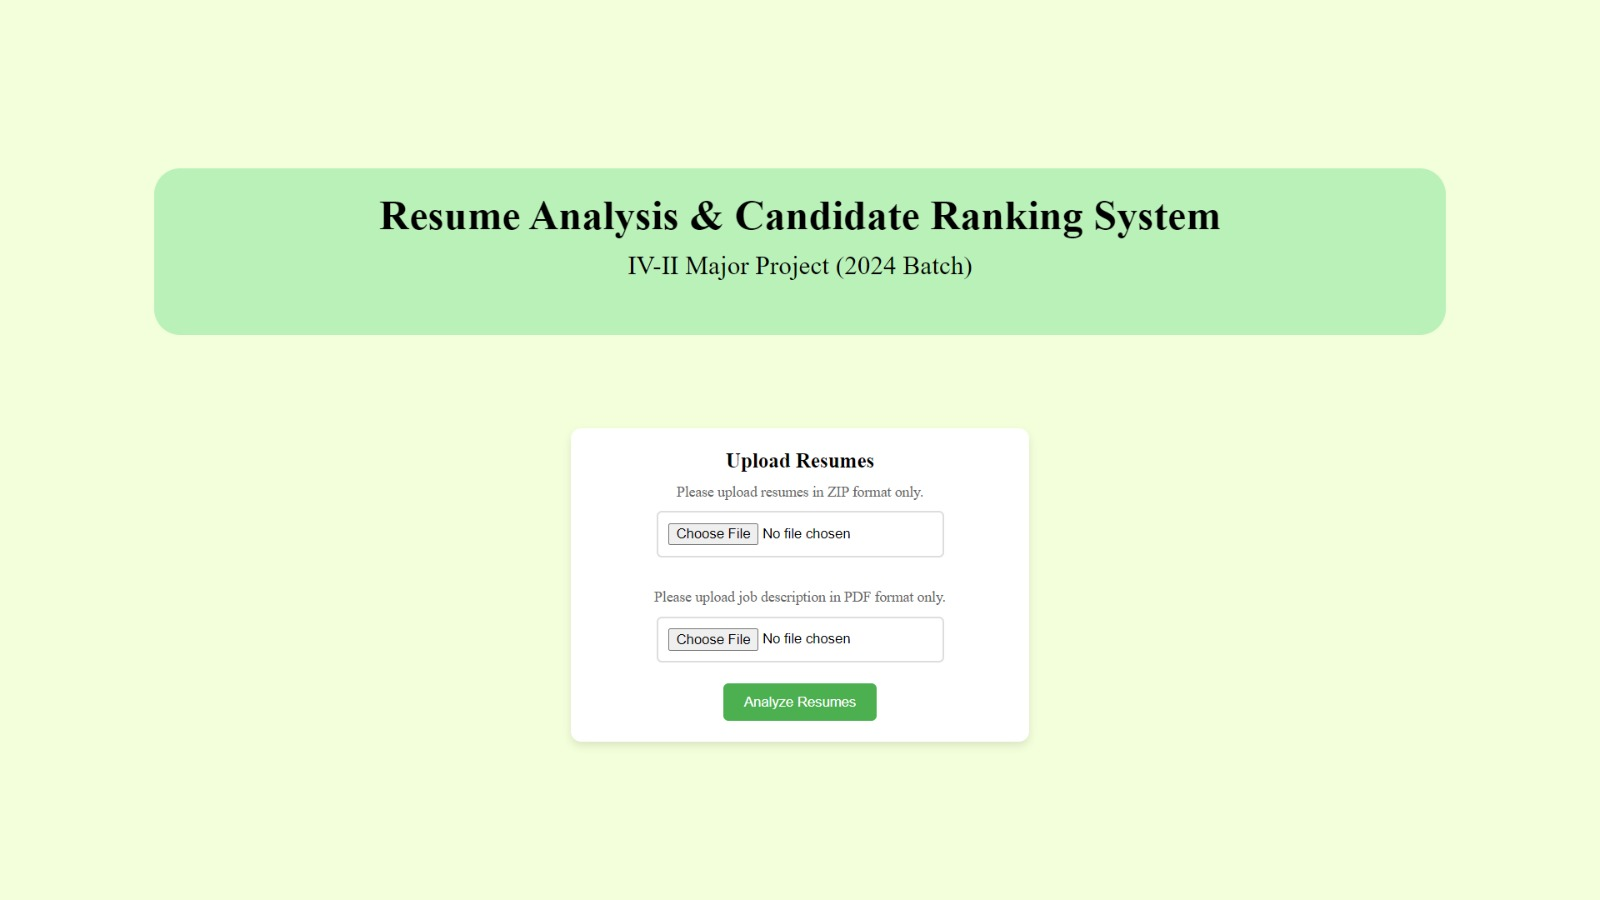 Resume Analysis & Candidate Ranking System
IV-II Major Project (2024 Batch)
Upload Resumes
Please upload resumes in ZIP format only.
Choose File No file chosen
Please upload job description in PDF format only.
Choose File No file chosen
Analyze Resumes